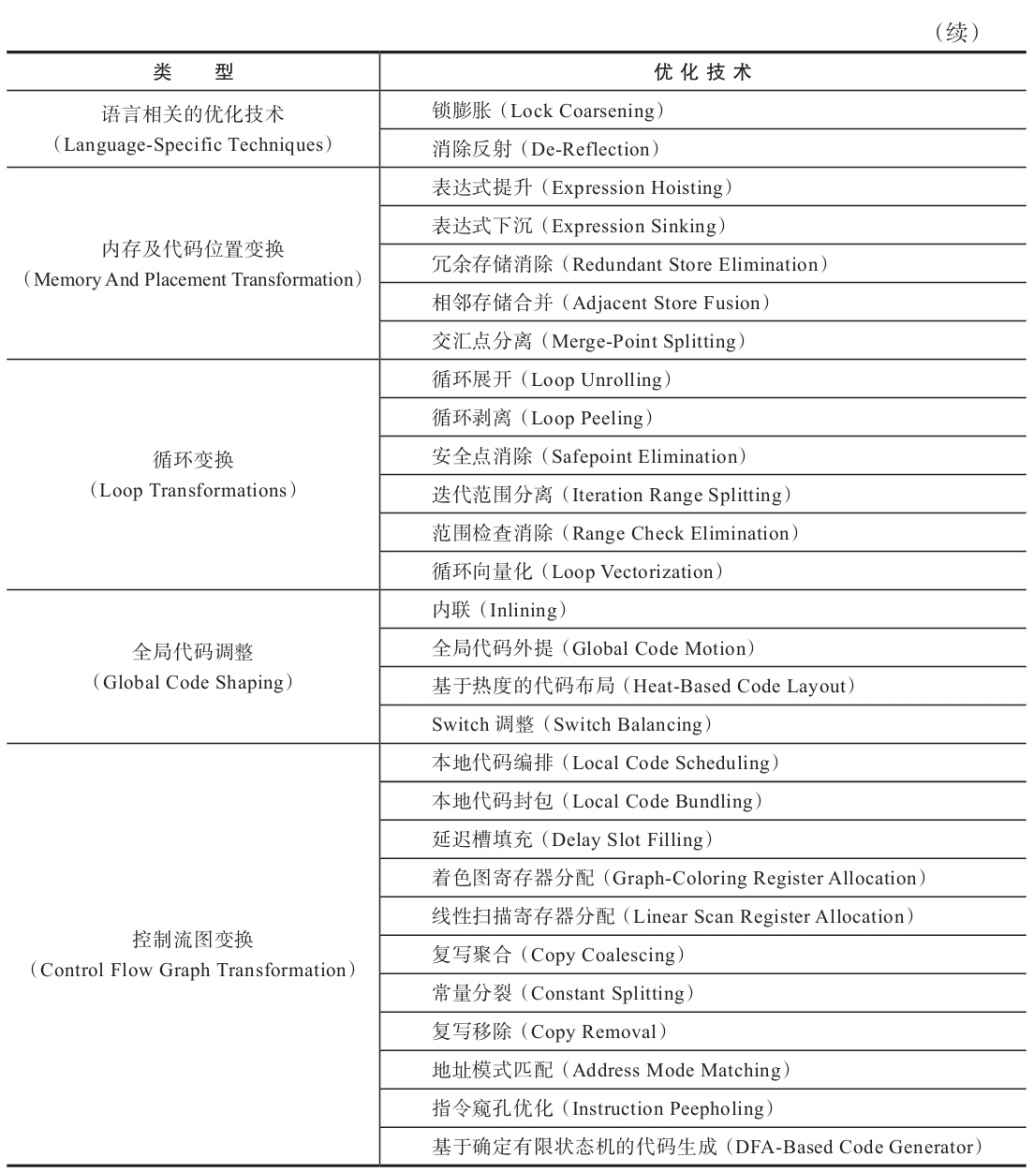 （续）
类　型　优化技术
语言相关的优化技术
（Language-Specific Techniques）
锁膨胀（Lock Coarsening）
消除反射（De-Reflection）
内存及代码位置变换
（Memory And Placement Transformation）
表达式提升（Expression Hoisting）
表达式下沉（Expression Sinking）
冗余存储消除（Redundant Store Elimination）
相邻存储合并（Adjacent Store Fusion）
交汇点分离（Merge-Point Splitting）
循环变换
（Loop Transformations）
循环展开（Loop Unrolling）
循环剥离（Loop Peeling）
安全点消除（Safepoint Elimination）
迭代范围分离（Iteration Range Splitting）
范围检查消除（Range Check Elimination）
循环向量化（Loop Vectorization）
全局代码调整
（Global Code Shaping）
内联（Inlining）
全局代码外提（Global Code Motion）
基于热度的代码布局（Heat-Based Code Layout）
Switch 调整（Switch Balancing）
控制流图变换
（Control Flow Graph Transformation）
本地代码编排（Local Code Scheduling）
本地代码封包（Local Code Bundling）
延迟槽填充（Delay Slot Filling）
着色图寄存器分配（Graph-Coloring Register Allocation）
线性扫描寄存器分配（Linear Scan Register Allocation）
复写聚合（Copy Coalescing）
常量分裂（Constant Splitting）
复写移除（Copy Removal）
地址模式匹配（Address Mode Matching）
指令窥孔优化（Instruction Peepholing）
基于确定有限状态机的代码生成（DFA-Based Code Generator）